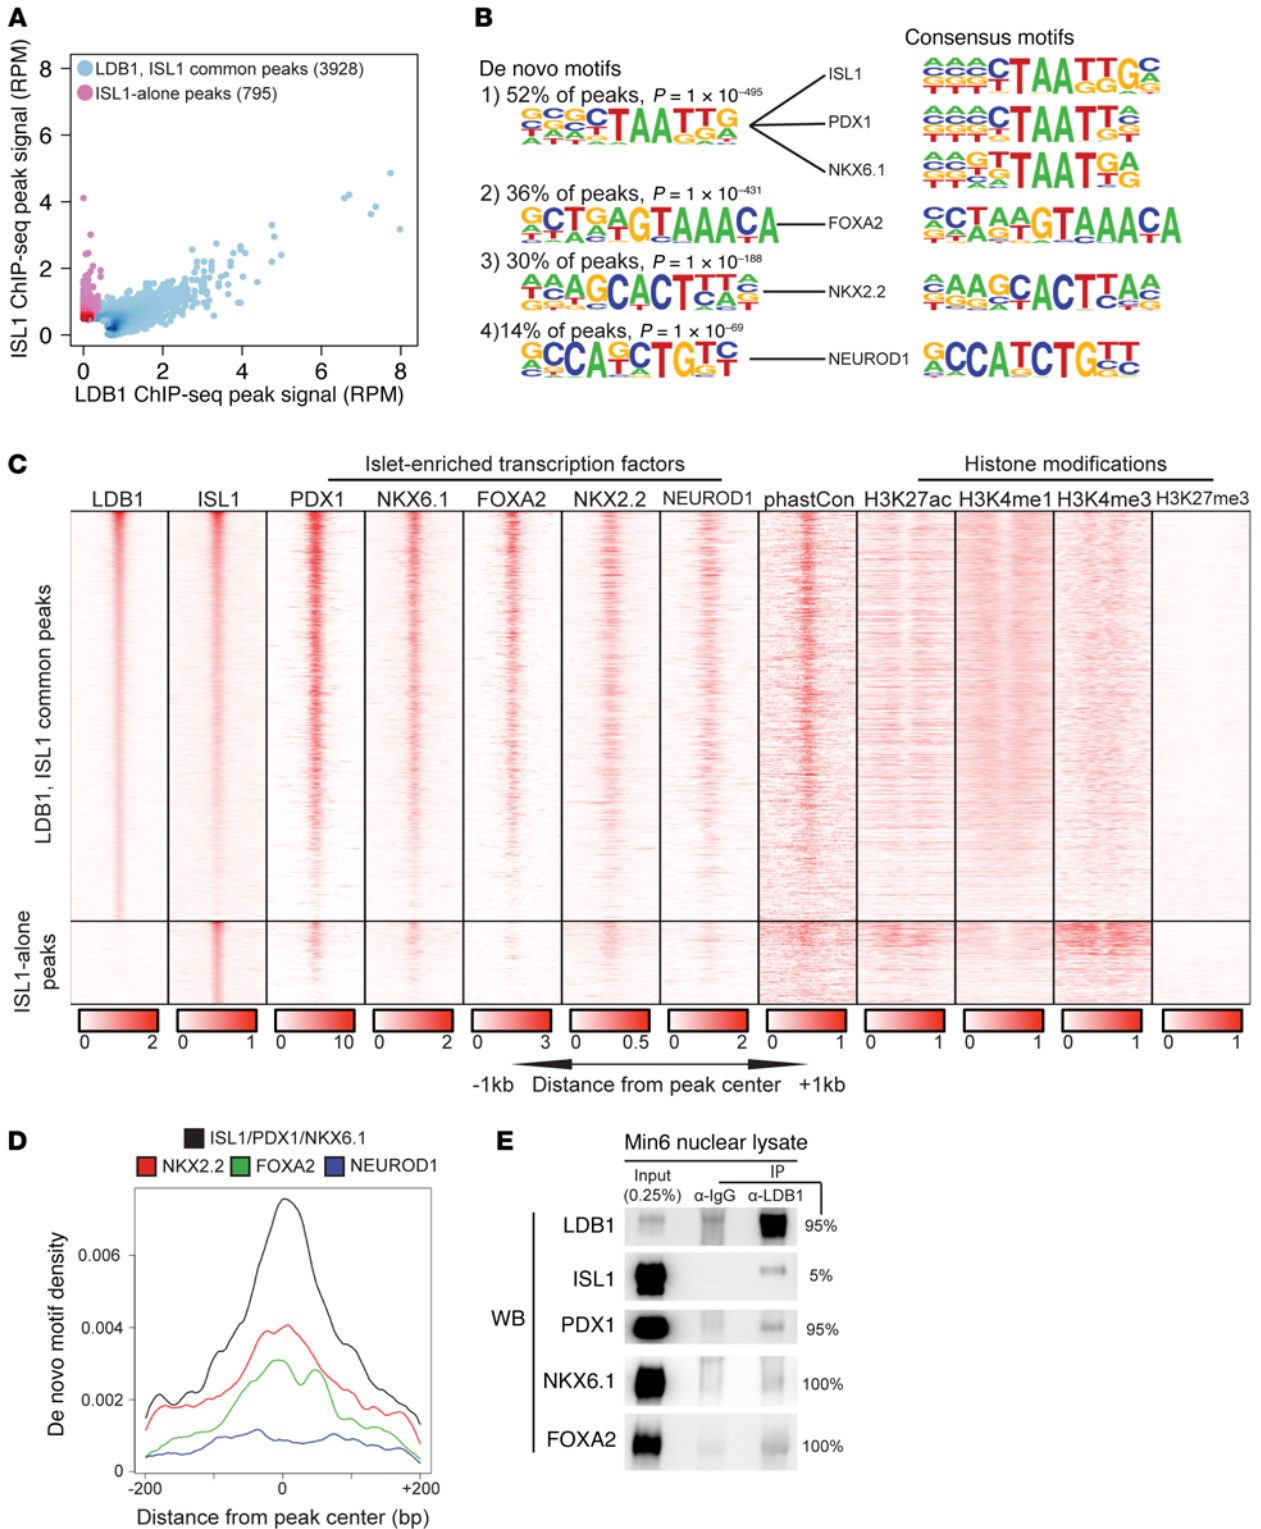 A
ISL1 ChIP-seq peak signal (RPM)
8
6
4
2
0
LDB1, ISL1 common peaks (3928)
ISL1-alone peaks (795)
0 2 4 6 8
LDB1 ChIP-seq peak signal (RPM)
B
De novo motifs
Consensus motifs
1) 52% of peaks, P = 1 × 10⁻⁴⁹⁵
ISL1
PDX1
NKX6.1
2) 36% of peaks, P = 1 × 10⁻⁴³¹
FOXA2
3) 30% of peaks, P = 1 × 10⁻¹⁸⁸
NKX2.2
4)14% of peaks, P = 1 × 10⁻⁶⁹
NEUROD1
C
Islet-enriched transcription factors
Histone modifications
LDB1 ISL1 PDX1 NKX6.1 FOXA2 NKX2.2 NEUROD1 phastCon H3K27ac H3K4me1 H3K4me3 H3K27me3
LDB1, ISL1 common peaks
ISL1-alone
peaks
0 2 0 1 0 10 0 2 0 3 0 0.5 0 2 0 1 0 1 0 1 0 1 0 1
-1kb Distance from peak center +1kb
D
ISL1/PDX1/NKX6.1
NKX2.2 FOXA2 NEUROD1
De novo motif density
0.006
0.004
0.002
0
-200 0 +200
Distance from peak center (bp)
E
Min6 nuclear lysate
Input
(0.25%)
IP
α-IgG α-LDB1
WB
LDB1 95%
ISL1 5%
PDX1 95%
NKX6.1 100%
FOXA2 100%